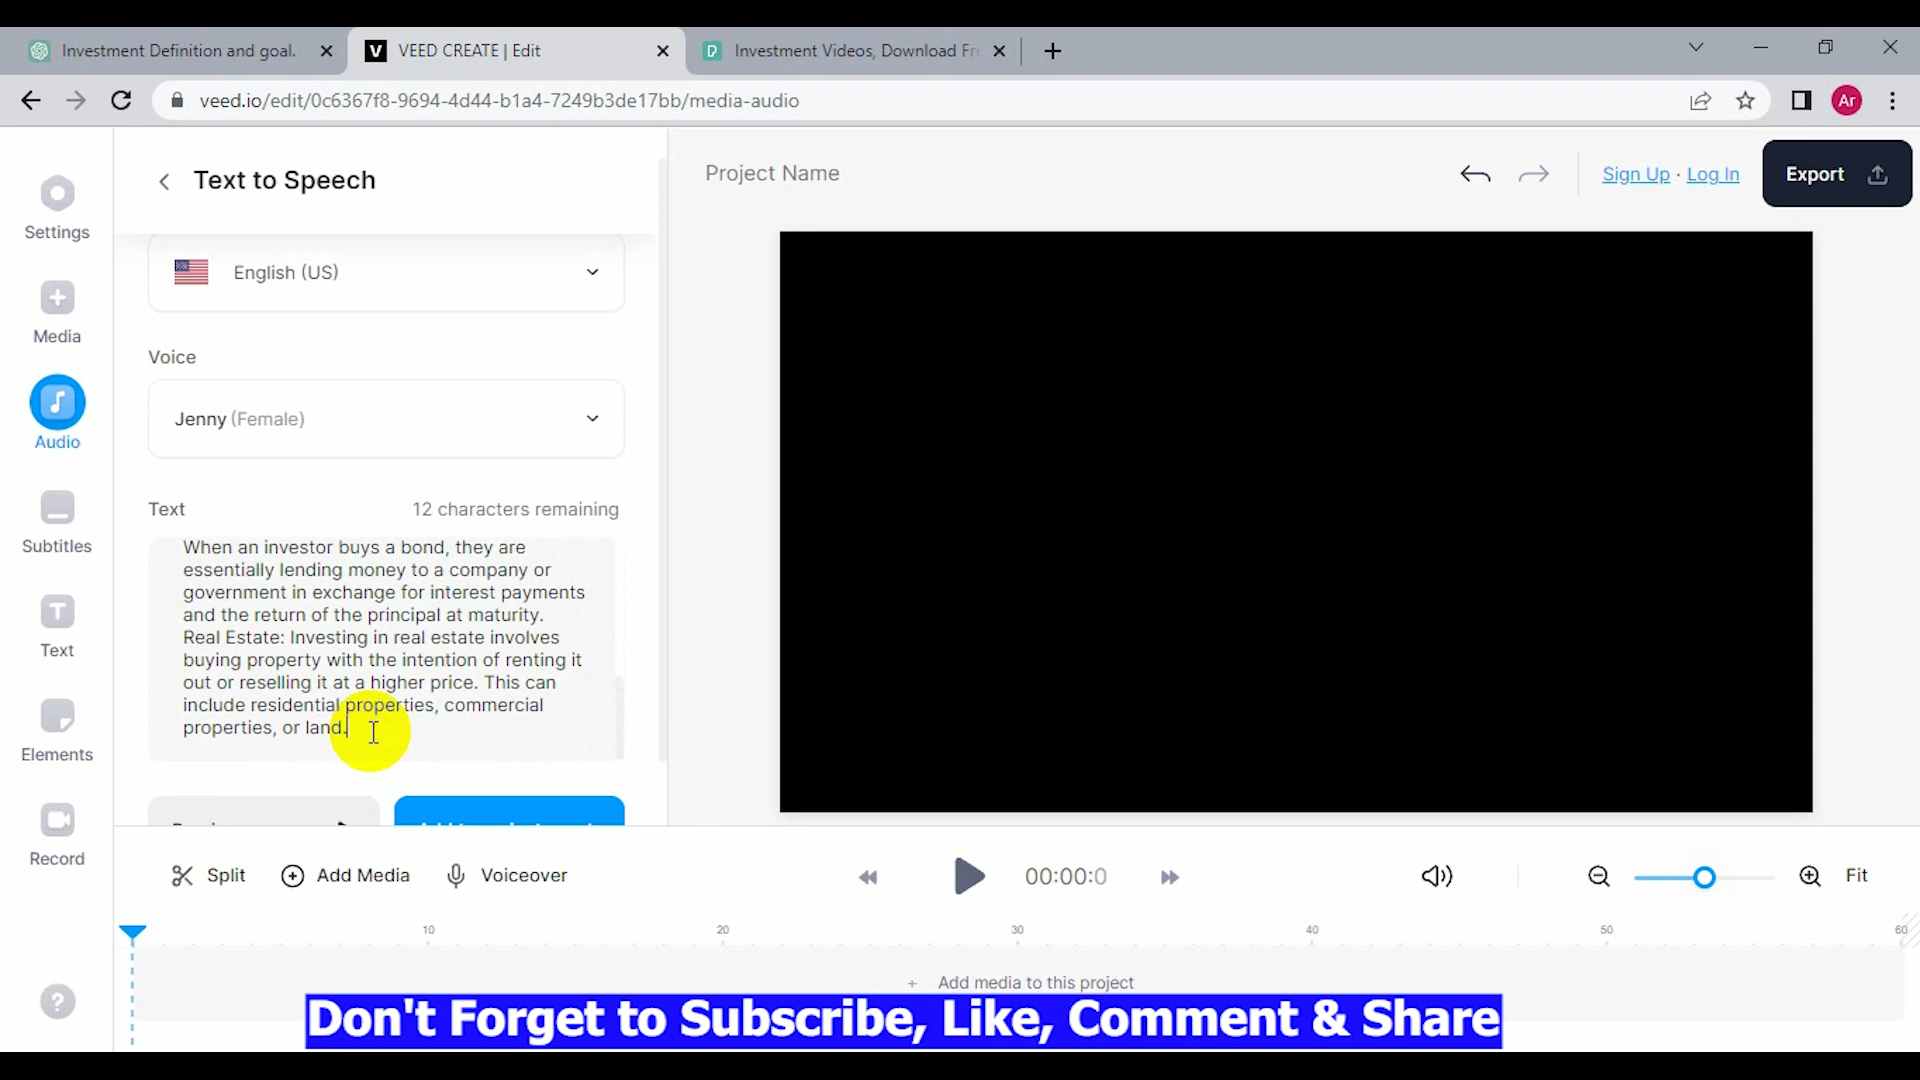 Investment Definition and goal.
VEED CREATE | Edit
Investment Videos, Download Fre
veed.io/edit/0c6367f8-9694-4d44-b1a4-7249b3de17bb/media-audio
Ar
Text to Speech
Project Name
Sign Up · Log In
Export
Settings
English (US)
Media
Voice
Jenny (Female)
Audio
Text
12 characters remaining
Subtitles
When an investor buys a bond, they are
essentially lending money to a company or
government in exchange for interest payments
and the return of the principal at maturity.
Real Estate: Investing in real estate involves
buying property with the intention of renting it
out or reselling it at a higher price. This can
include residential properties, commercial
properties, or land.
Text
Elements
Record
Split
Add Media
Voiceover
00:00:0
Fit
10
20
30
40
50
60
+ Add media to this project
Don't Forget to Subscribe, Like, Comment & Share